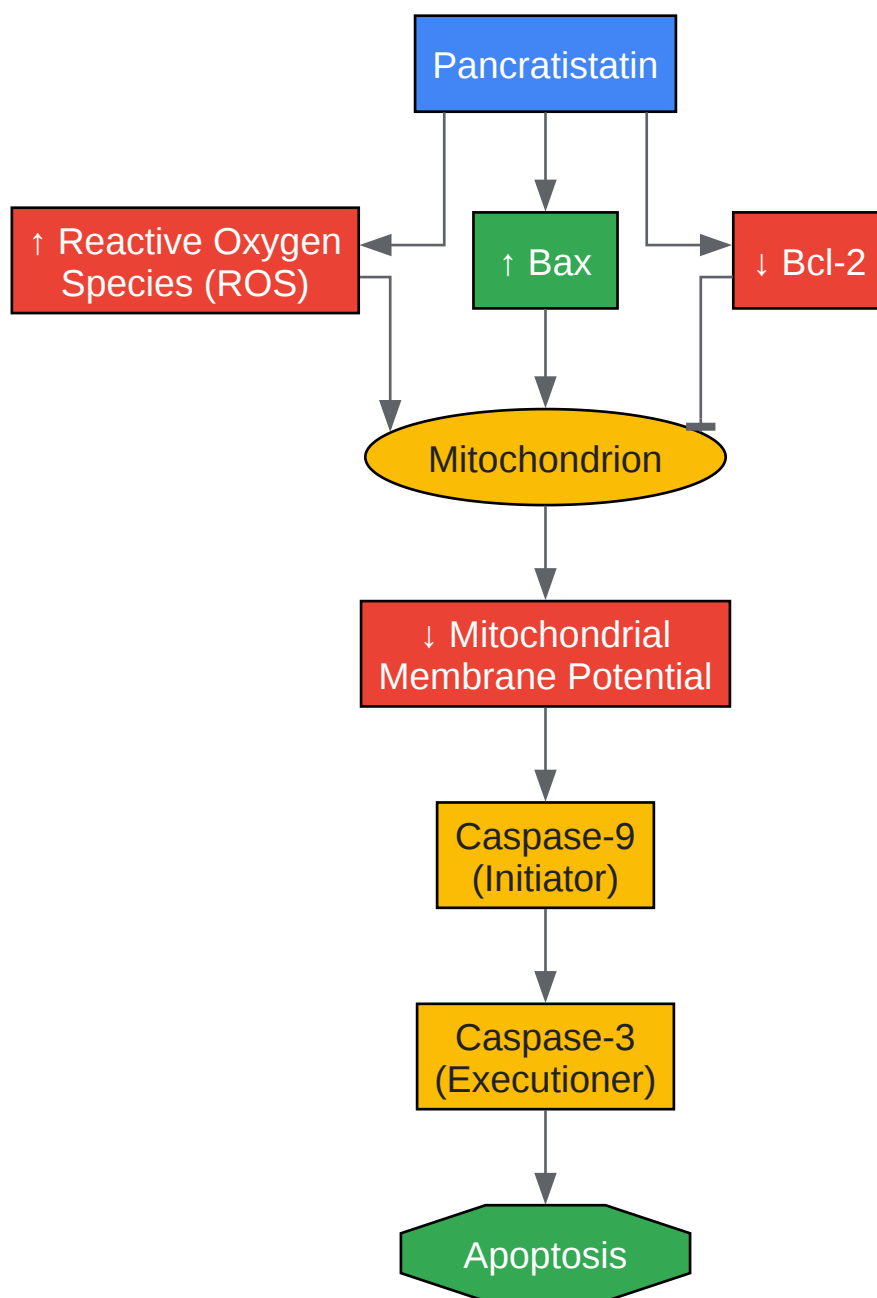 Pancratistatin
↑ Reactive Oxygen
Species (ROS)
↑ Bax
↓ Bcl-2
Mitochondrion
↓ Mitochondrial
Membrane Potential
Caspase-9
(Initiator)
Caspase-3
(Executioner)
Apoptosis